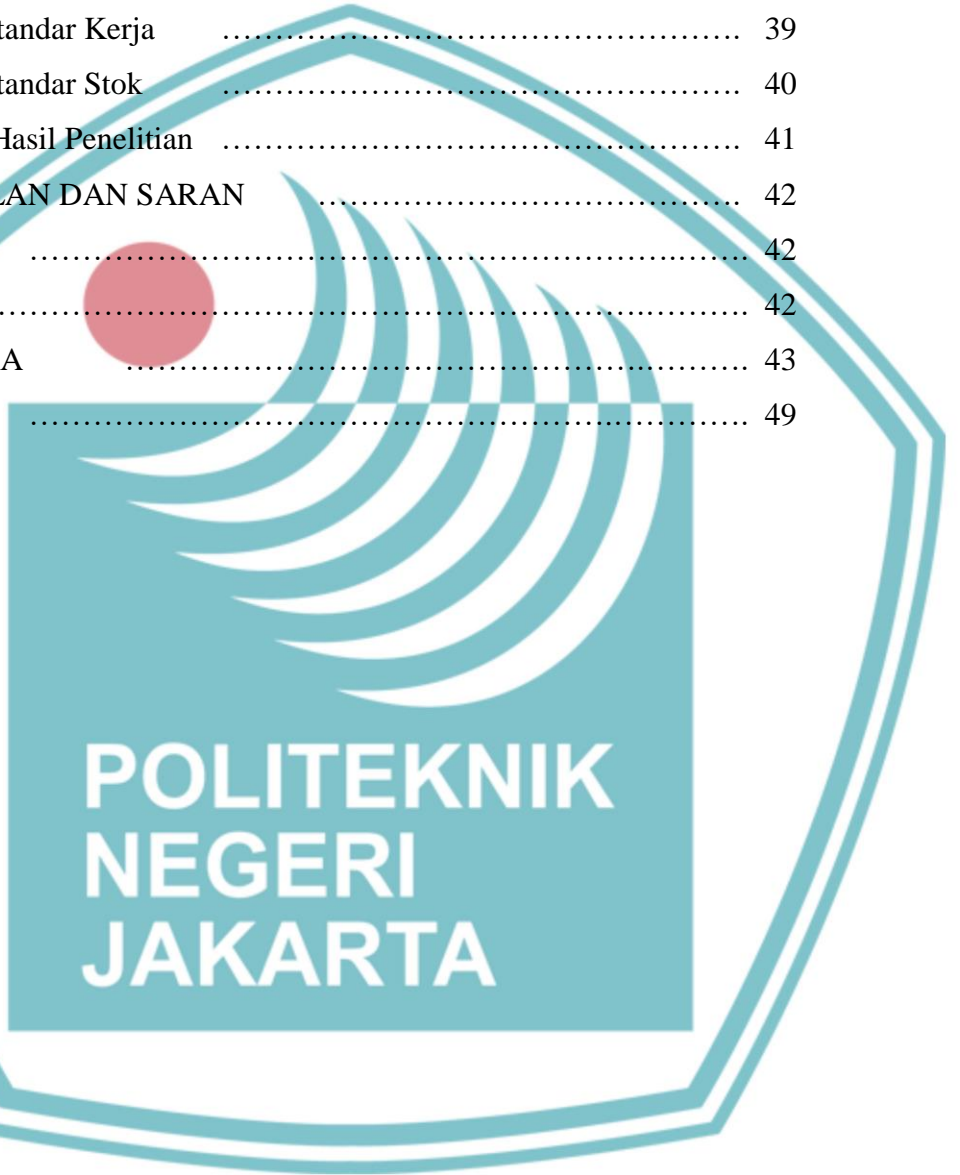 tandar Kerja …………………………………………. 39
tandar Stok …………………………………………. 40
Hasil Penelitian …………………………………………. 41
LAN DAN SARAN …………………………………. 42
…………………………………………………………. 42
………………………………………………….………. 42
A ………………………………………...………. 43
……………………………………………….…………. 49
POLITEKNIK
NEGERI
JAKARTA